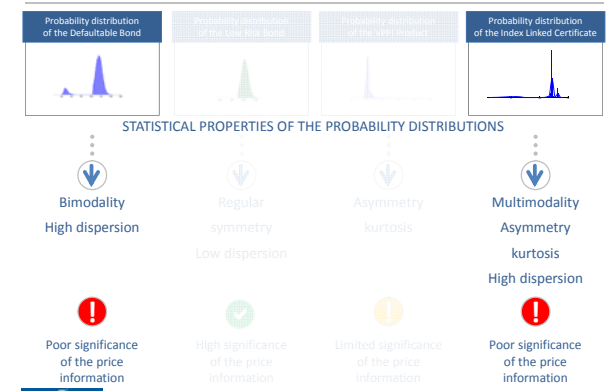 Probability distribution
of the Defaultable Bond
Probability distribution
of the Low Risk Bond
Probability distribution
of the VPPI Product
Probability distribution
of the Index Linked Certificate
STATISTICAL PROPERTIES OF THE PROBABILITY DISTRIBUTIONS
Bimodality
High dispersion
Regular
symmetry
Low dispersion
Asymmetry
kurtosis
Multimodality
Asymmetry
kurtosis
High dispersion
Poor significance
of the price
information
High significance
of the price
information
Limited significance
of the price
information
Poor significance
of the price
information